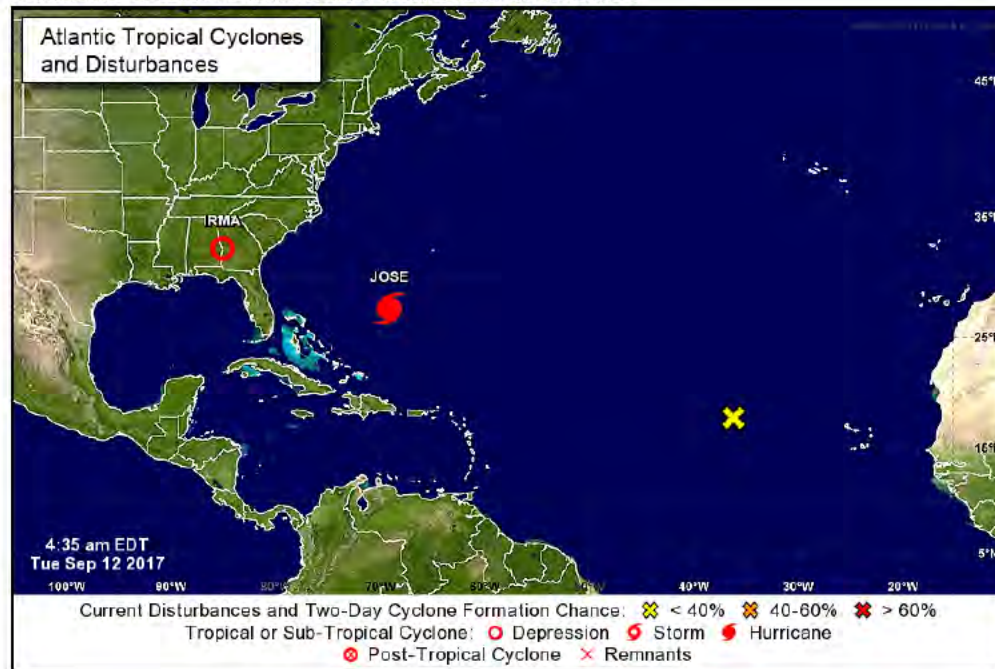 Atlantic Tropical Cyclones
and Disturbances
45°N
35°N
IRMA
JOSE
25°N
15°N
4:35 am EDT
Tue Sep 12 2017
5°N
100°W 90°W 80°W 70°W 40°W 30°W 20°W
Current Disturbances and Two-Day Cyclone Formation Chance: < 40% 40-60% > 60%
Tropical or Sub-Tropical Cyclone: Depression Storm Hurricane
Post-Tropical Cyclone Remnants